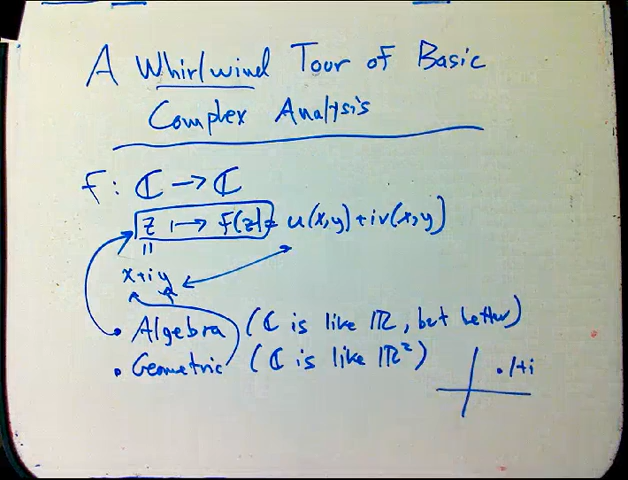 A Whirlwind Tour of Basic
Complex Analysis
f: ℂ → ℂ
z ↦ f(z) = u(x,y)+iv(x,y)
||
x+iy
• Algebra (ℂ is like ℝ, but better)
• Geometric (ℂ is like ℝ²)
• 1+i